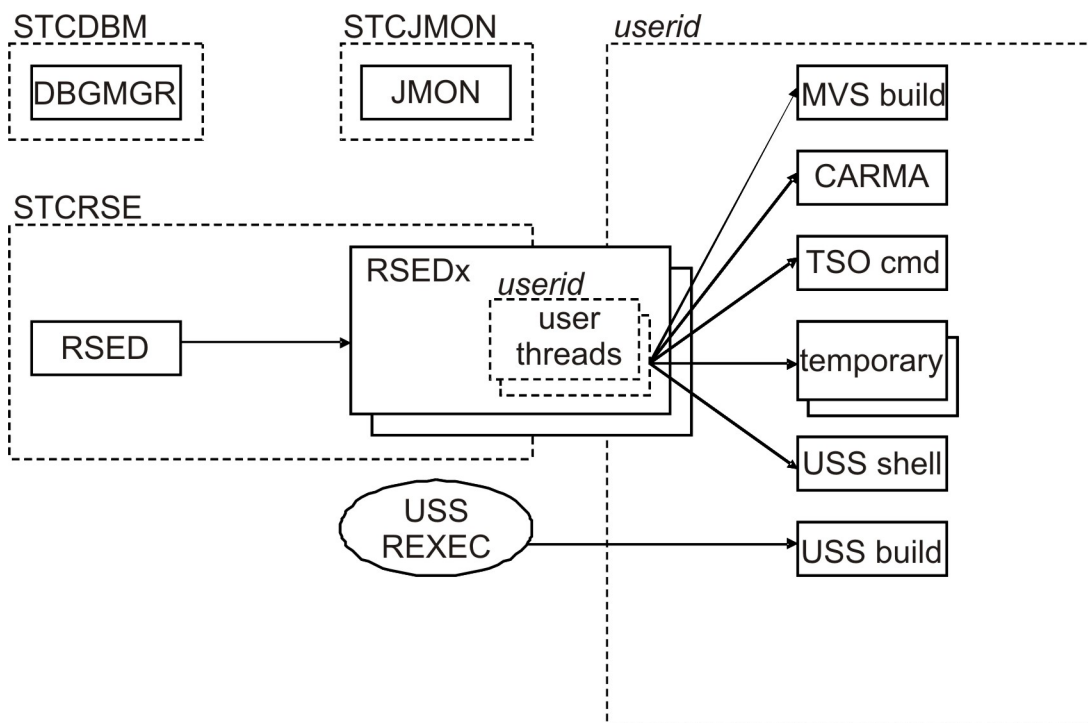 STCDBM
DBGMGR
STCJMON
JMON
userid
MVS build
CARMA
TSO cmd
temporary
USS shell
USS build
STCRSE
RSED
RSEDx
userid
user
threads
USS
REXEC